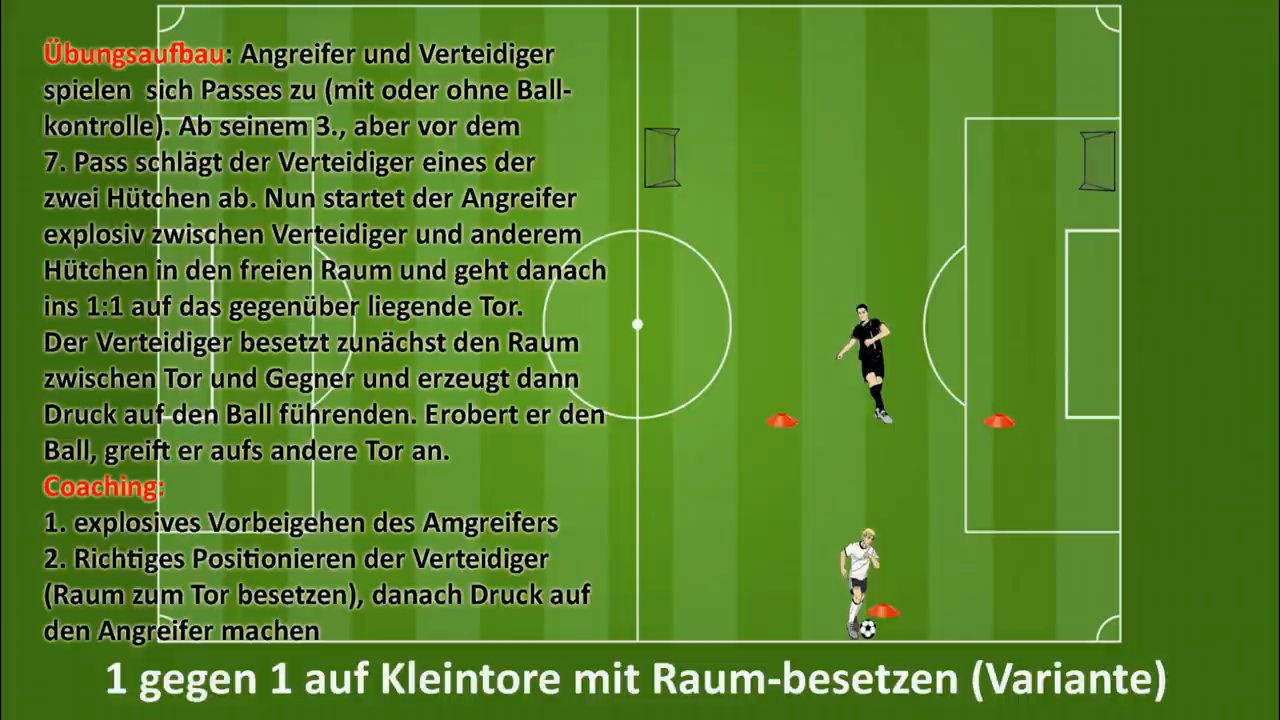 Übungsaufbau: Angreifer und Verteidiger
spielen sich Passes zu (mit oder ohne Ball-
kontrolle). Ab seinem 3., aber vor dem
7. Pass schlägt der Verteidiger eines der
zwei Hütchen ab. Nun startet der Angreifer
explosiv zwischen Verteidiger und anderem
Hütchen in den freien Raum und geht danach
ins 1:1 auf das gegenüber liegende Tor.
Der Verteidiger besetzt zunächst den Raum
zwischen Tor und Gegner und erzeugt dann
Druck auf den Ball führenden. Erobert er den
Ball, greift er aufs andere Tor an.
Coaching:
1. explosives Vorbeigehen des Amgreifers
2. Richtiges Positionieren der Verteidiger
(Raum zum Tor besetzen), danach Druck auf
den Angreifer machen
1 gegen 1 auf Kleintore mit Raum-besetzen (Variante)